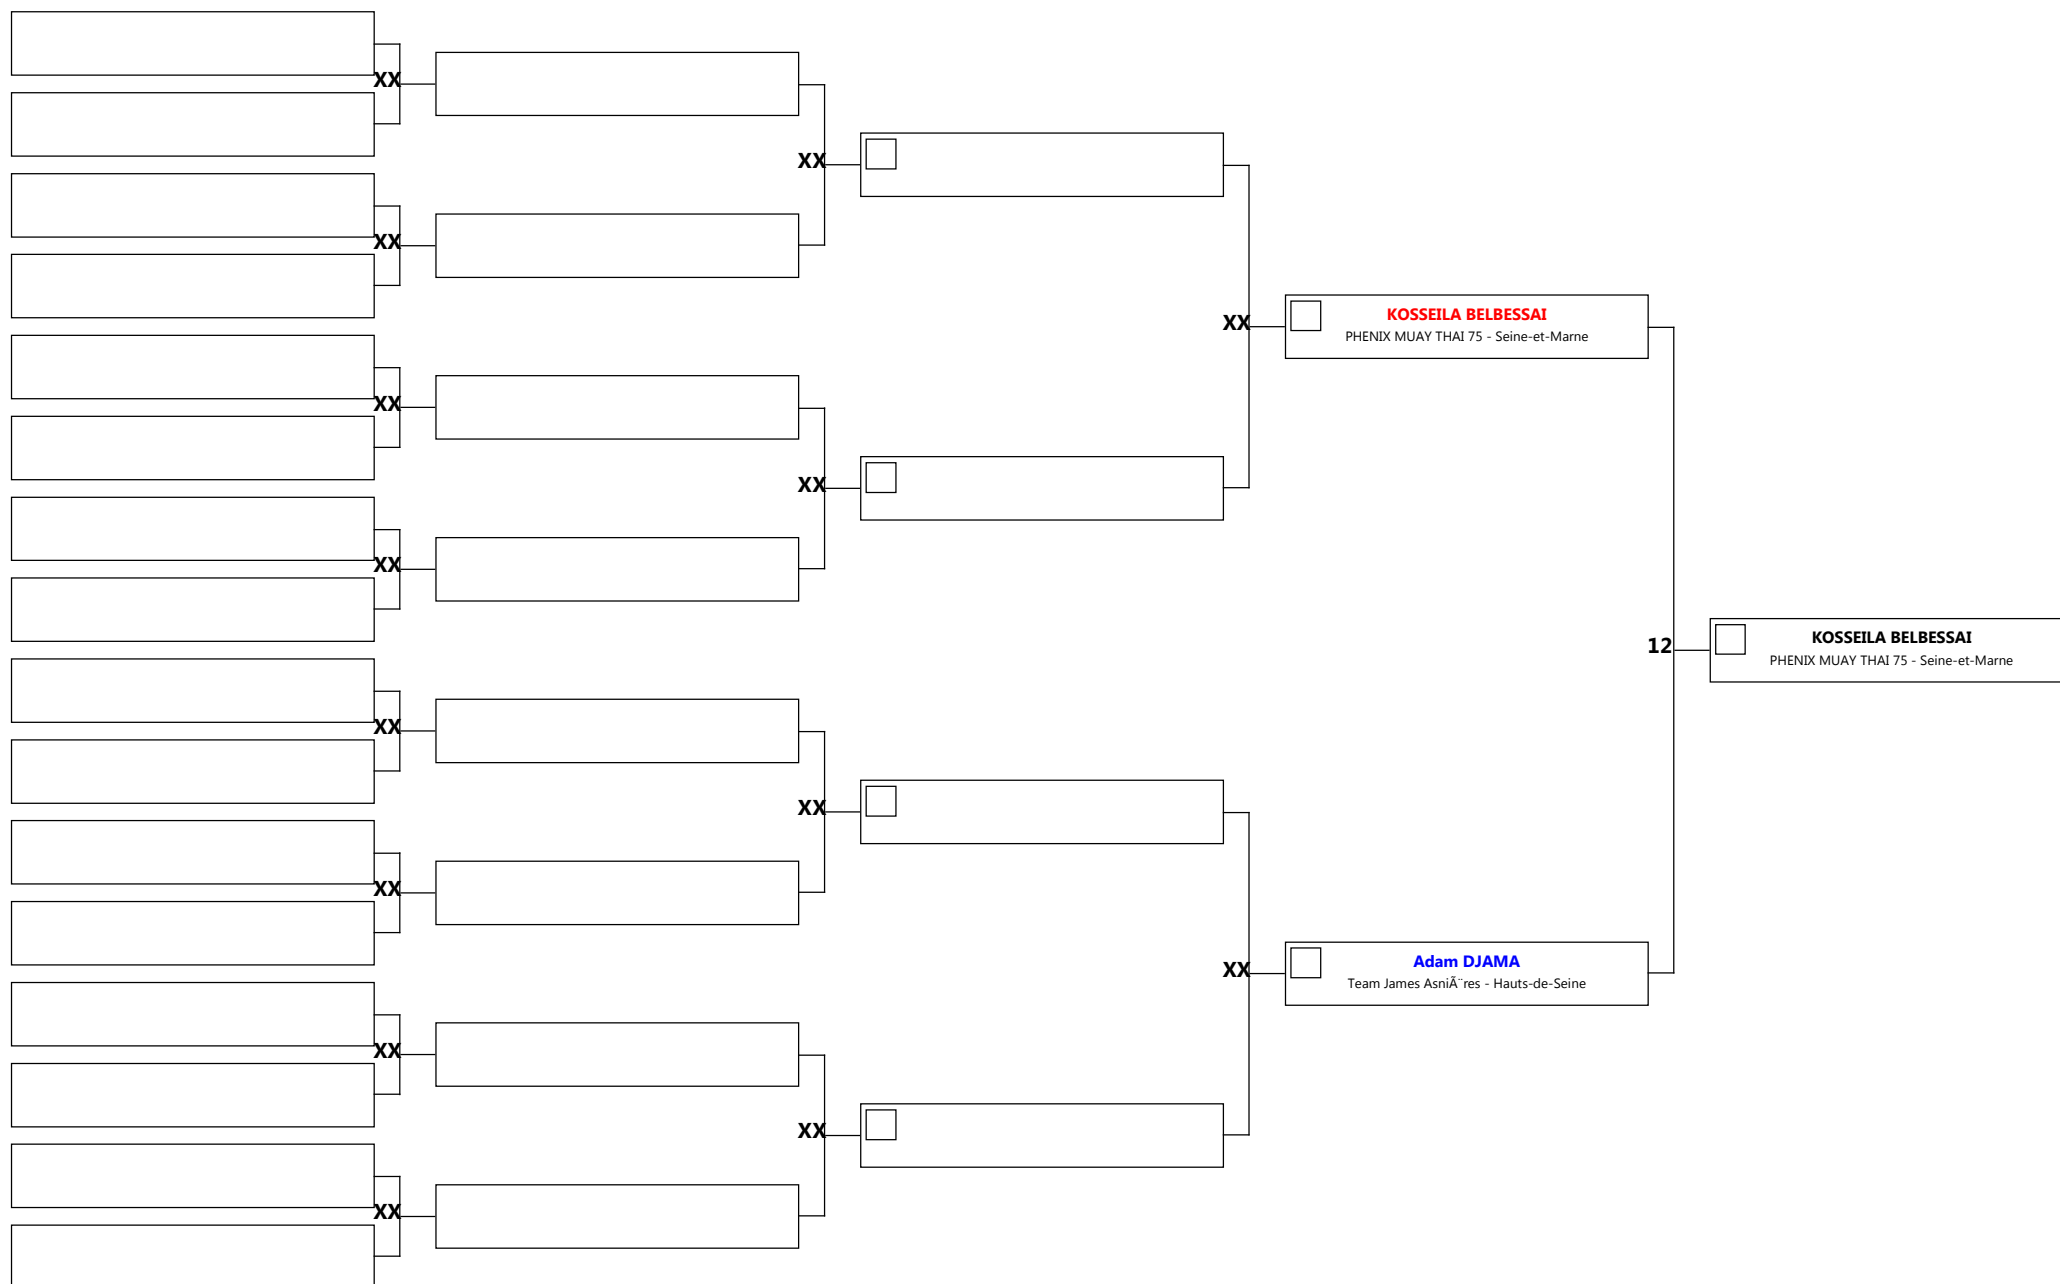 XX
XX
XX
XX
XX
XX
XX
XX
XX
XX
XX
XX
XX
KOSSEILA BELBESSAI
PHENIX MUAY THAI 75 - Seine-et-Marne
XX
Adam DJAMA
Team James AsniÃ¨res - Hauts-de-Seine
12
KOSSEILA BELBESSAI
PHENIX MUAY THAI 75 - Seine-et-Marne